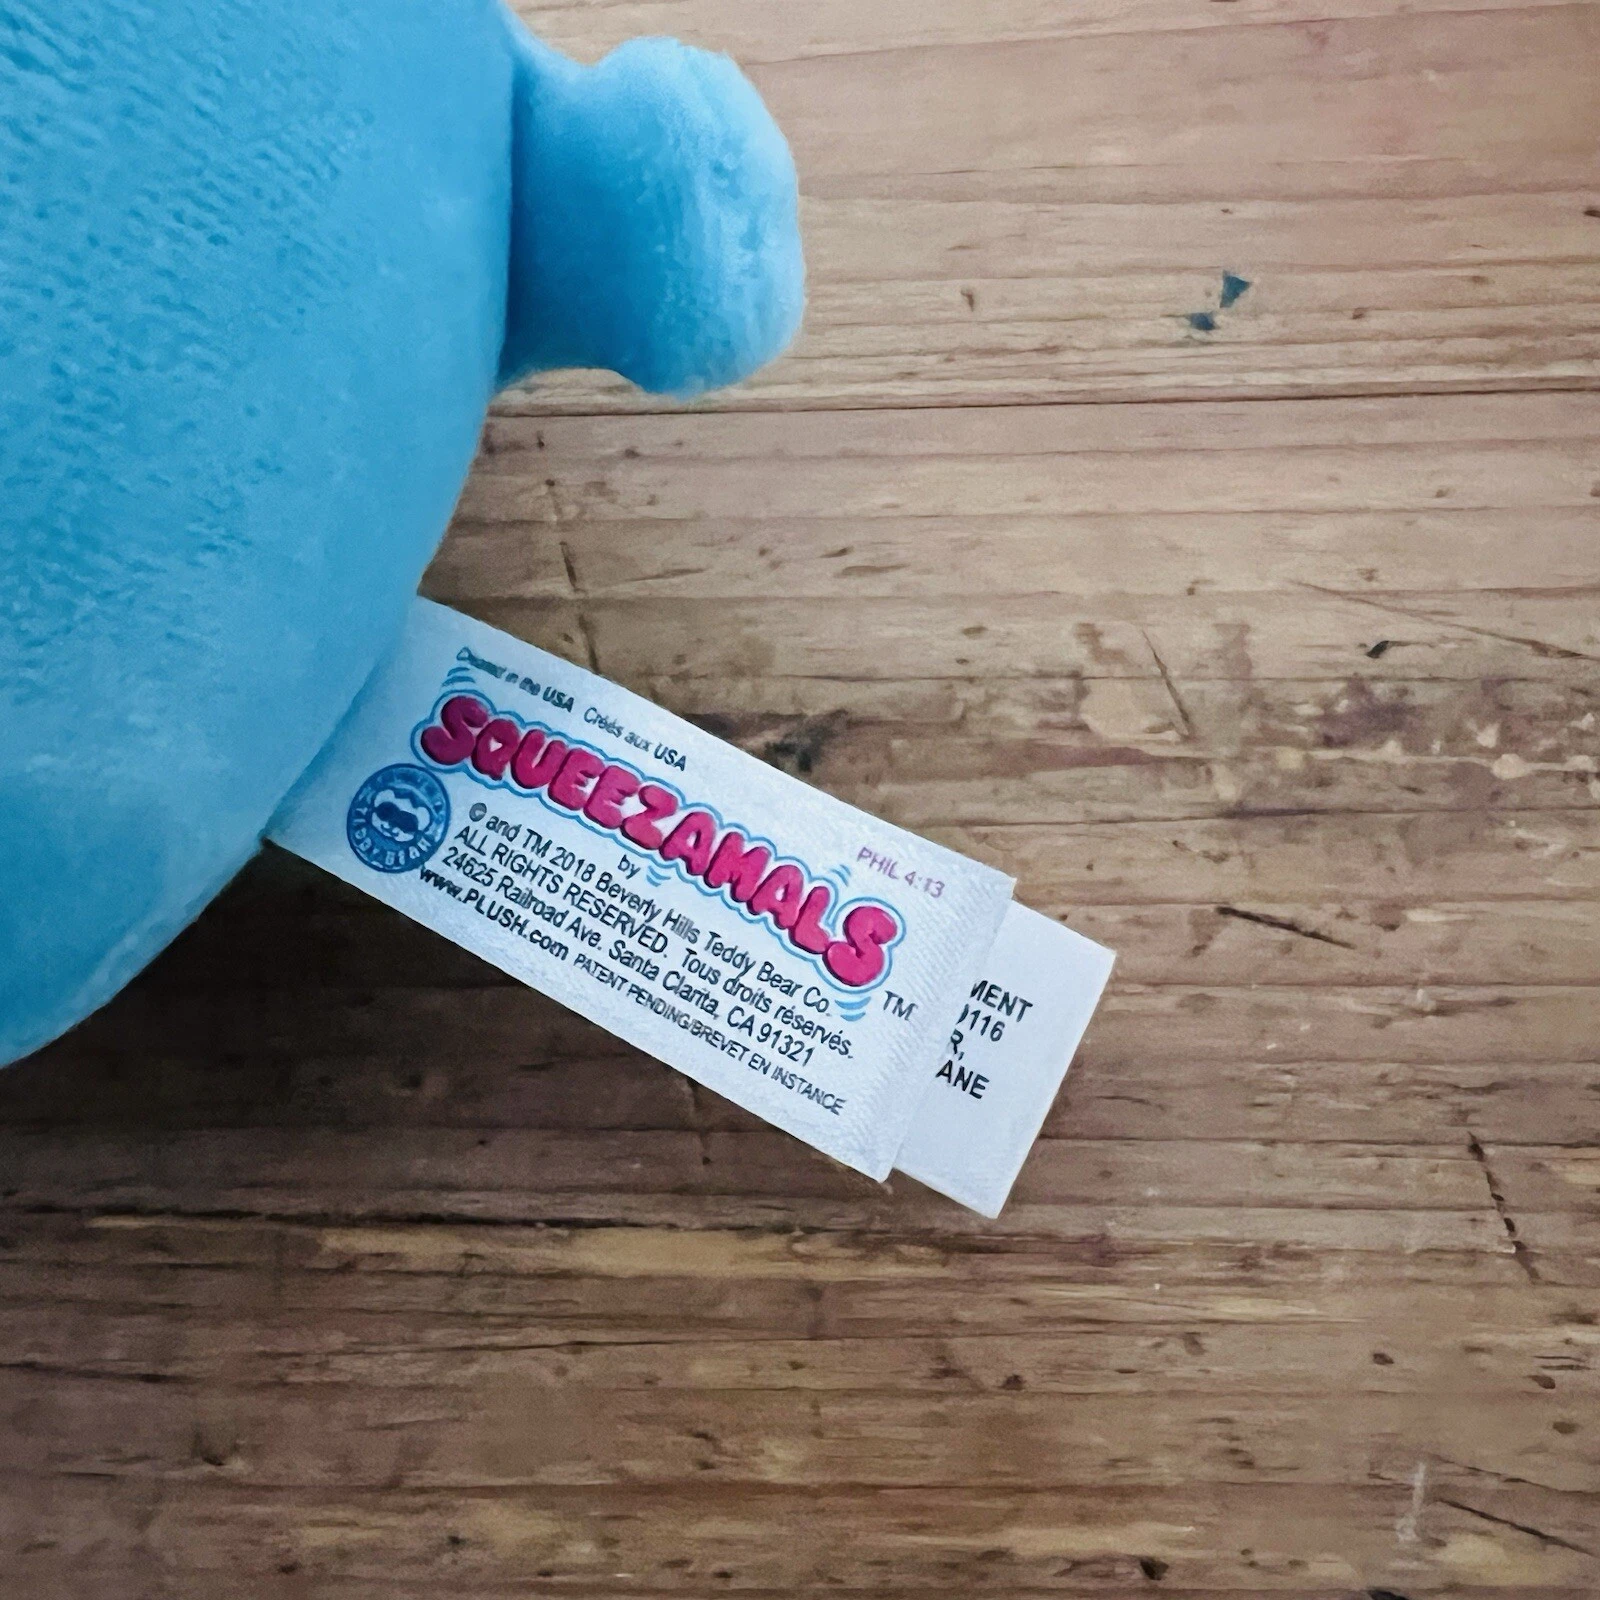 Created in the USA Créés aux USA
SQUEEZAMALS TM
PHIL 4:13
by
© and TM 2018 Beverly Hills Teddy Bear Co.
ALL RIGHTS RESERVED. Tous droits réservés.
24625 Railroad Ave. Santa Clarita, CA 91321
www.PLUSH.com PATENT PENDING/BREVET EN INSTANCE
MENT
116
R,
ANE